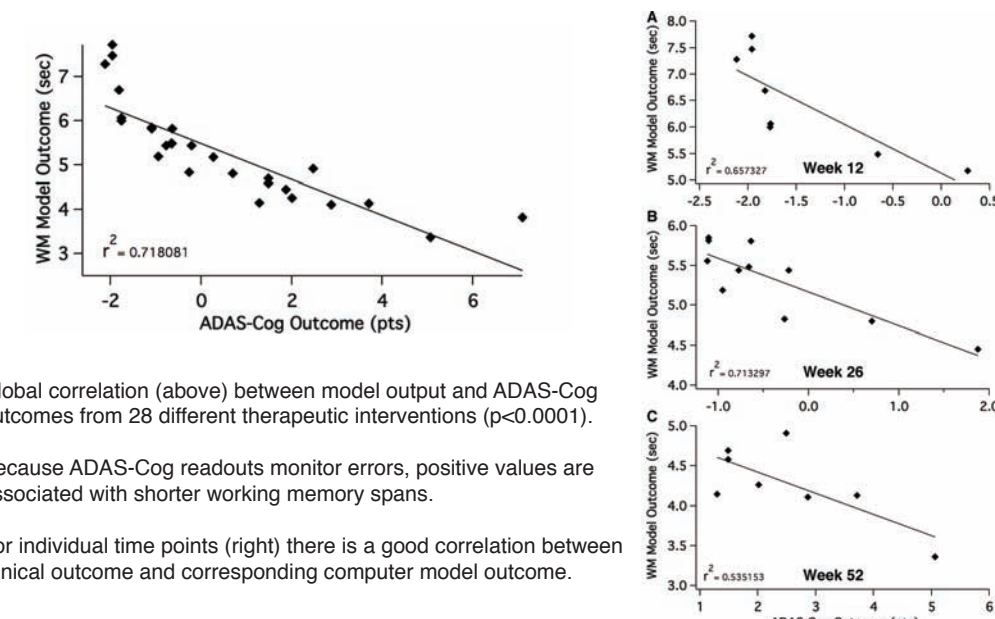 7
6
5
4
3
WM Model Outcome (sec)
r2 = 0.718081
-2 0 2 4 6
ADAS-Cog Outcome (pts)
lobal correlation (above) between model output and ADAS-Cog
utcomes from 28 different therapeutic interventions (p<0.0001).
ecause ADAS-Cog readouts monitor errors, positive values are
ssociated with shorter working memory spans.
or individual time points (right) there is a good correlation between
inical outcome and corresponding computer model outcome.
A
8.0
7.5
7.0
6.5
6.0
5.5
5.0
WM Model Outcome (sec)
r2 = 0.657327
Week 12
-2.5 -2.0 -1.5 -1.0 -0.5 0.0 0.5
B
6.0
5.5
5.0
4.5
4.0
WM Model Outcome (sec)
r2 = 0.713297
Week 26
-1.0 0.0 1.0 2.0
C
5.0
4.5
4.0
3.5
3.0
WM Model Outcome (sec)
r2 = 0.535153
Week 52
1 2 3 4 5 6